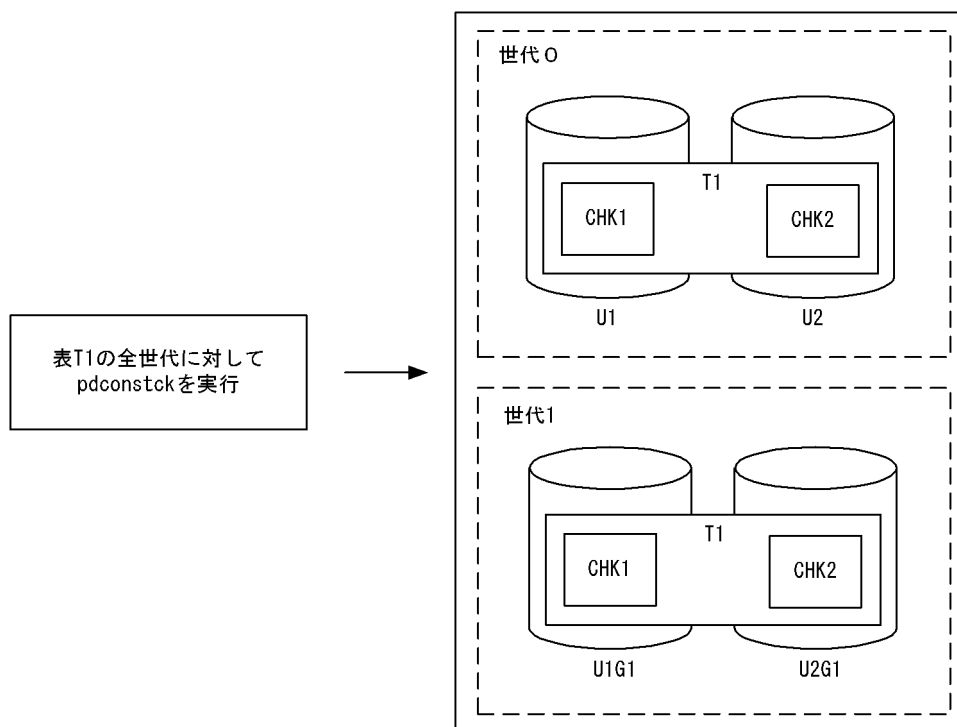 世代0
T1
CHK1
CHK2
U1
U2
表T1の全世代に対して
pdconstckを実行
世代1
T1
CHK1
CHK2
U1G1
U2G1